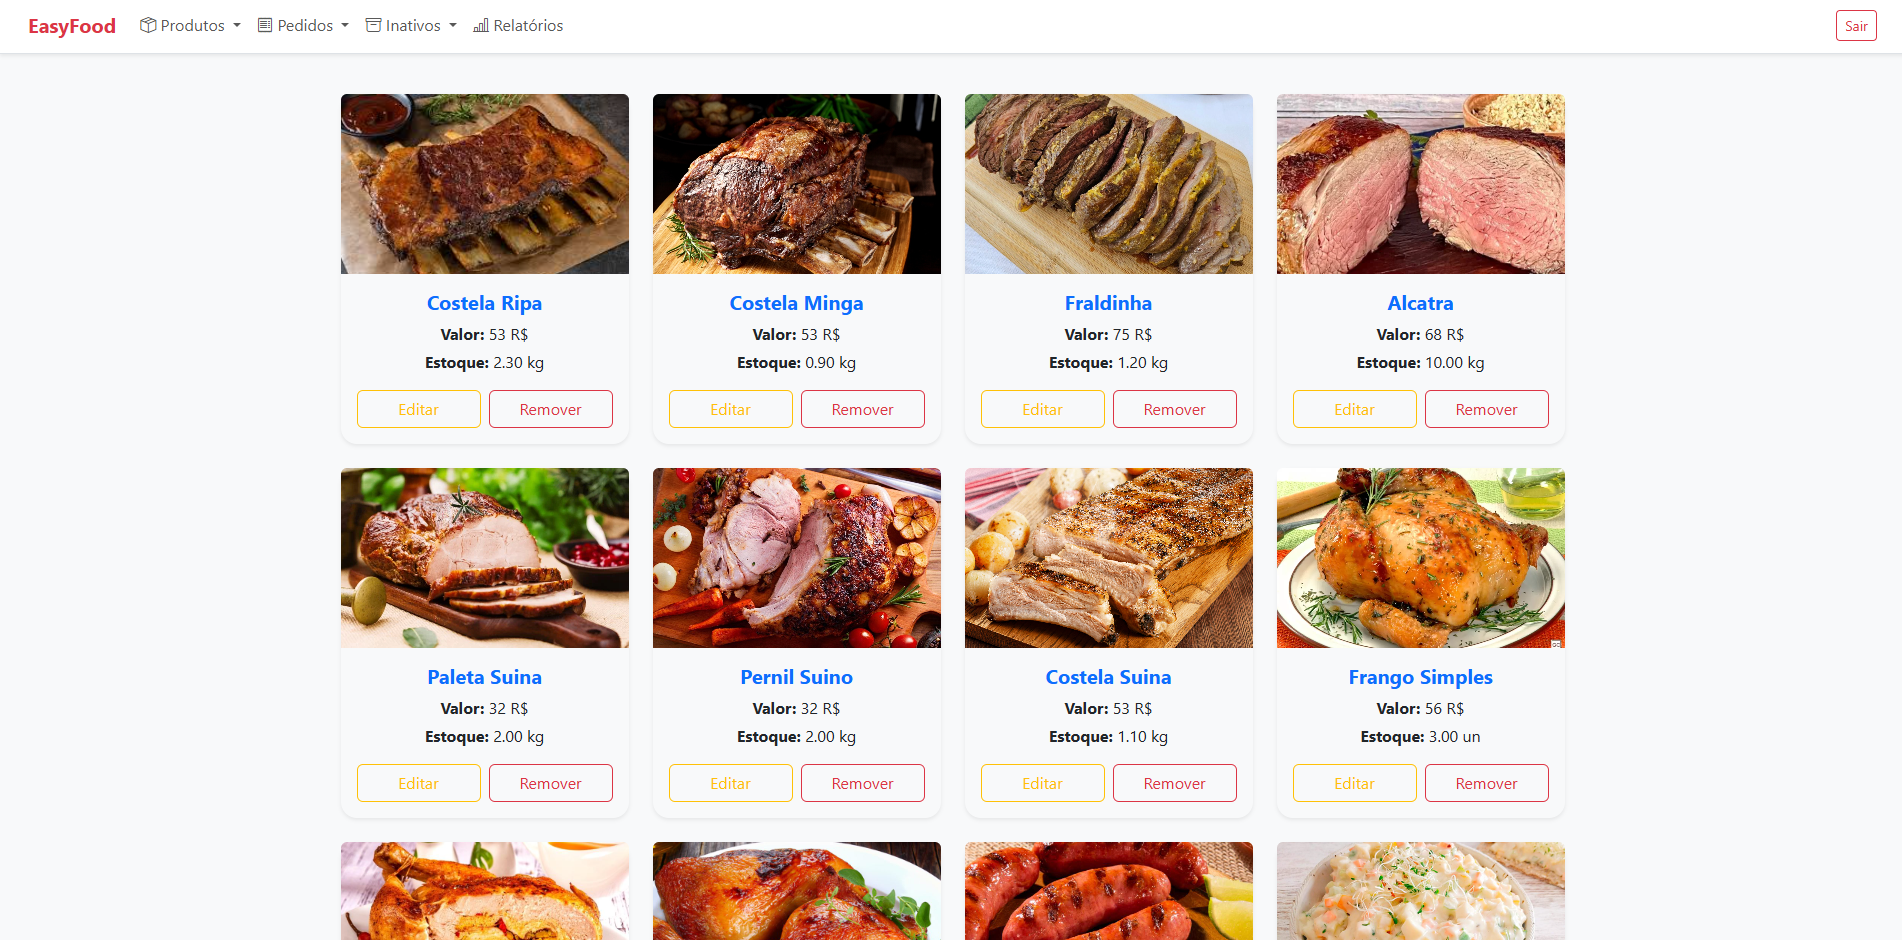 EasyFood Produtos Pedidos Inativos Relatórios Sair
Costela Ripa
Valor: 53 R$
Estoque: 2.30 kg
Editar Remover
Costela Minga
Valor: 53 R$
Estoque: 0.90 kg
Editar Remover
Fraldinha
Valor: 75 R$
Estoque: 1.20 kg
Editar Remover
Alcatra
Valor: 68 R$
Estoque: 10.00 kg
Editar Remover
Paleta Suina
Valor: 32 R$
Estoque: 2.00 kg
Editar Remover
Pernil Suino
Valor: 32 R$
Estoque: 2.00 kg
Editar Remover
Costela Suina
Valor: 53 R$
Estoque: 1.10 kg
Editar Remover
Frango Simples
Valor: 56 R$
Estoque: 3.00 un
Editar Remover